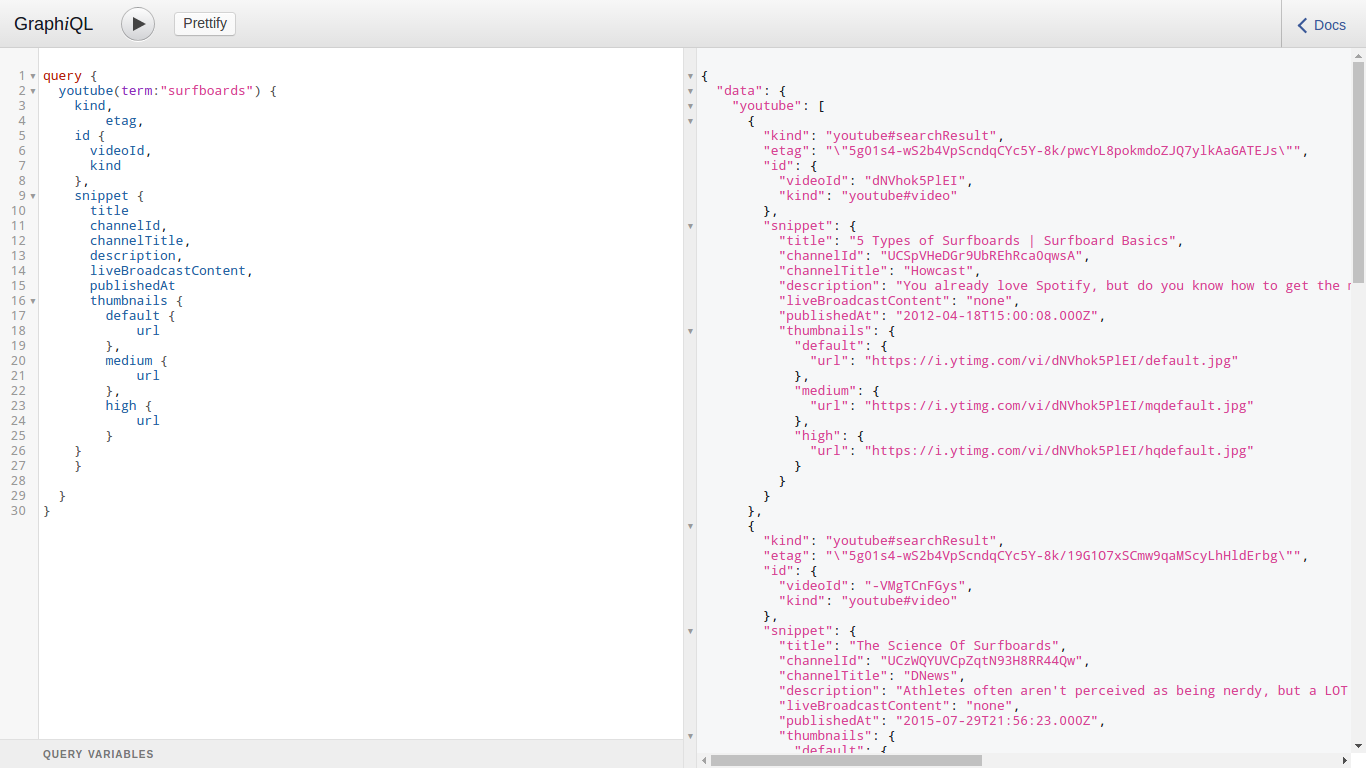 GraphiQL
Prettify
Docs
1 query {
2 youtube(term:"surfboards") {
3 kind,
4 etag,
5 id {
6 videoId,
7 kind
8 },
9 snippet {
10 title
11 channelId,
12 channelTitle,
13 description,
14 liveBroadcastContent,
15 publishedAt
16 thumbnails {
17 default {
18 url
19 },
20 medium {
21 url
22 },
23 high {
24 url
25 }
26 }
27 }
28
29 }
30 }
QUERY VARIABLES
{
"data": {
"youtube": [
{
"kind": "youtube#searchResult",
"etag": "\"5g01s4-wS2b4VpScndqCYc5Y-8k/pwcYL8pokmdoZJQ7ylkAaGATEJs\"",
"id": {
"videoId": "dNVhok5PlEI",
"kind": "youtube#video"
},
"snippet": {
"title": "5 Types of Surfboards | Surfboard Basics",
"channelId": "UCSpVHeDGr9UbREhRca0qwsA",
"channelTitle": "Howcast",
"description": "You already love Spotify, but do you know how to get the
"liveBroadcastContent": "none",
"publishedAt": "2012-04-18T15:00:08.000Z",
"thumbnails": {
"default": {
"url": "https://i.ytimg.com/vi/dNVhok5PlEI/default.jpg"
},
"medium": {
"url": "https://i.ytimg.com/vi/dNVhok5PlEI/mqdefault.jpg"
},
"high": {
"url": "https://i.ytimg.com/vi/dNVhok5PlEI/hqdefault.jpg"
}
}
}
},
{
"kind": "youtube#searchResult",
"etag": "\"5g01s4-wS2b4VpScndqCYc5Y-8k/19G1O7xSCmw9qaMScyLhHldErbg\"",
"id": {
"videoId": "-VMgTCnFGys",
"kind": "youtube#video"
},
"snippet": {
"title": "The Science Of Surfboards",
"channelId": "UCzWQYUVCpZqtN93H8RR44Qw",
"channelTitle": "DNews",
"description": "Athletes often aren't perceived as being nerdy, but a LOT
"liveBroadcastContent": "none",
"publishedAt": "2015-07-29T21:56:23.000Z",
"thumbnails": {
"default": {